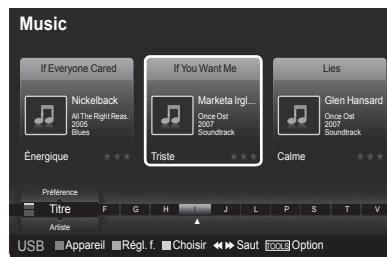 Music
If Everyone Cared
If You Want Me
Lies
Nickelback
All The Right Reas..
2005
Blues
Énergique
Marketa Irgl...
Once Ost
2007
Soundtrack
Triste
Glen Hansard
Once Ost
2007
Soundtrack
Calme
Préférence
Titre F G H I J L P S T V
Artiste
USB Appareil Régl. f. Choisir Saut TOOLS Option